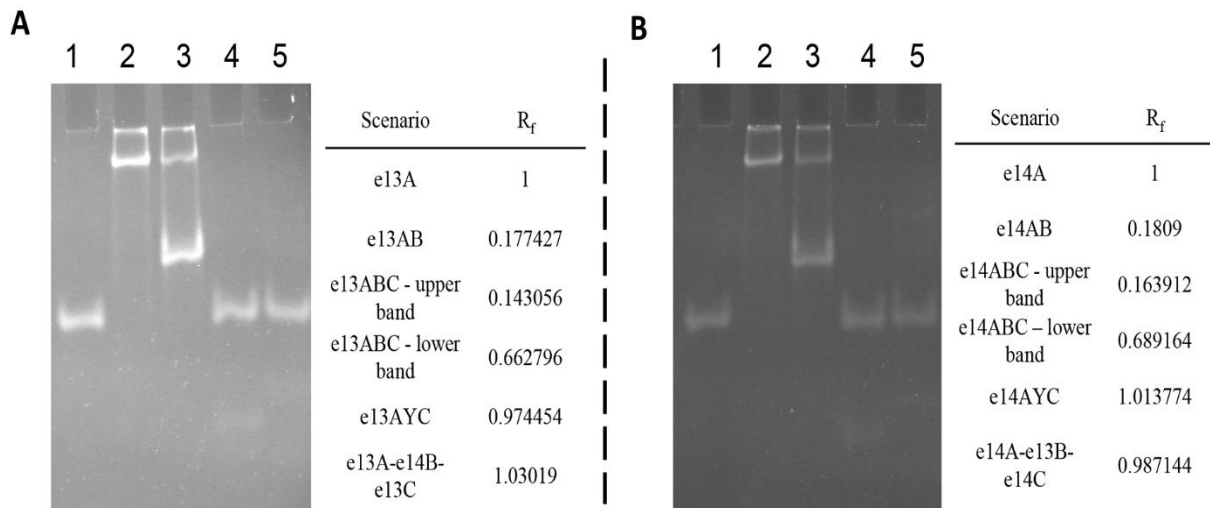 A
1 2 3 4 5
Scenario Rf
e13A 1
e13AB 0.177427
e13ABC - upper
band 0.143056
e13ABC - lower
band 0.662796
e13AYC 0.974454
e13A-e14B-
e13C 1.03019
B
1 2 3 4 5
Scenario Rf
e14A 1
e14AB 0.1809
e14ABC - upper
band 0.163912
e14ABC – lower
band 0.689164
e14AYC 1.013774
e14A-e13B-
e14C 0.987144